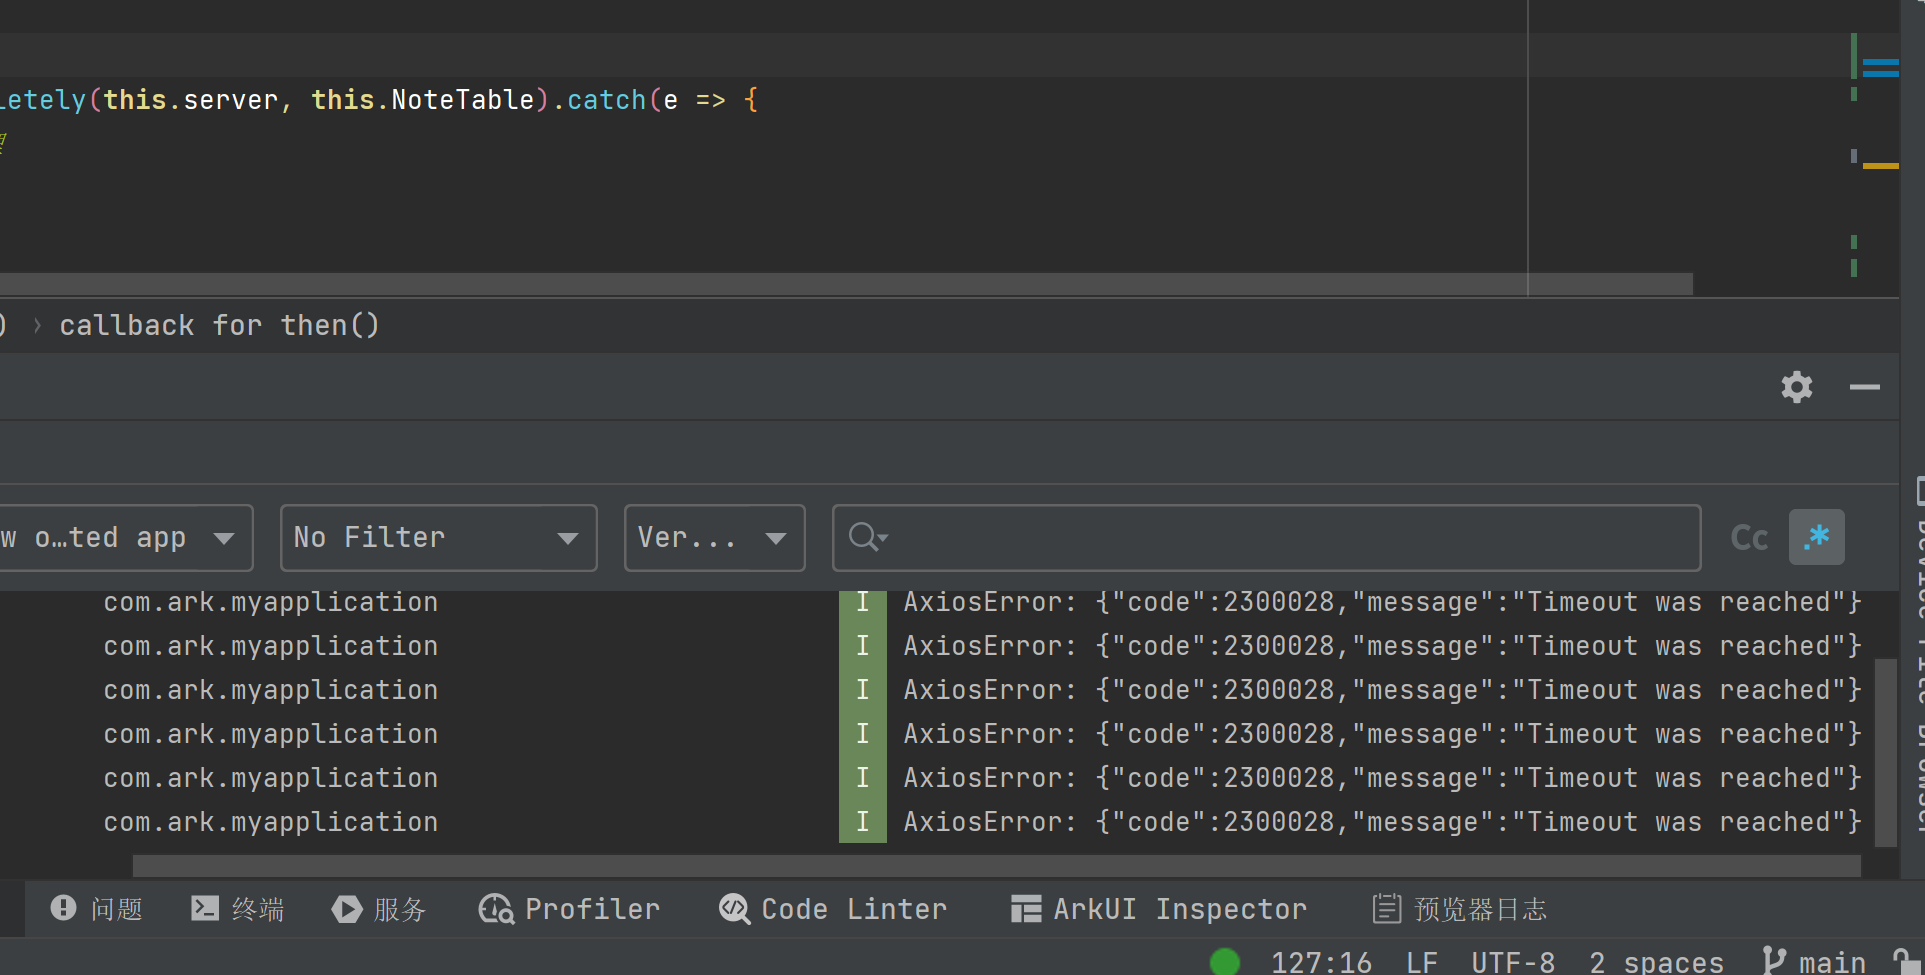 letely(this.server, this.NoteTable).catch(e => {
) › callback for then()
w o…ted app No Filter Ver... Cc .*
com.ark.myapplication I AxiosError: {"code":2300028,"message":"Timeout was reached"}
com.ark.myapplication I AxiosError: {"code":2300028,"message":"Timeout was reached"}
com.ark.myapplication I AxiosError: {"code":2300028,"message":"Timeout was reached"}
com.ark.myapplication I AxiosError: {"code":2300028,"message":"Timeout was reached"}
com.ark.myapplication I AxiosError: {"code":2300028,"message":"Timeout was reached"}
com.ark.myapplication I AxiosError: {"code":2300028,"message":"Timeout was reached"}
Device File Browser
问题 终端 服务 Profiler Code Linter ArkUI Inspector 预览器日志
127:16 LF UTF-8 2 spaces main